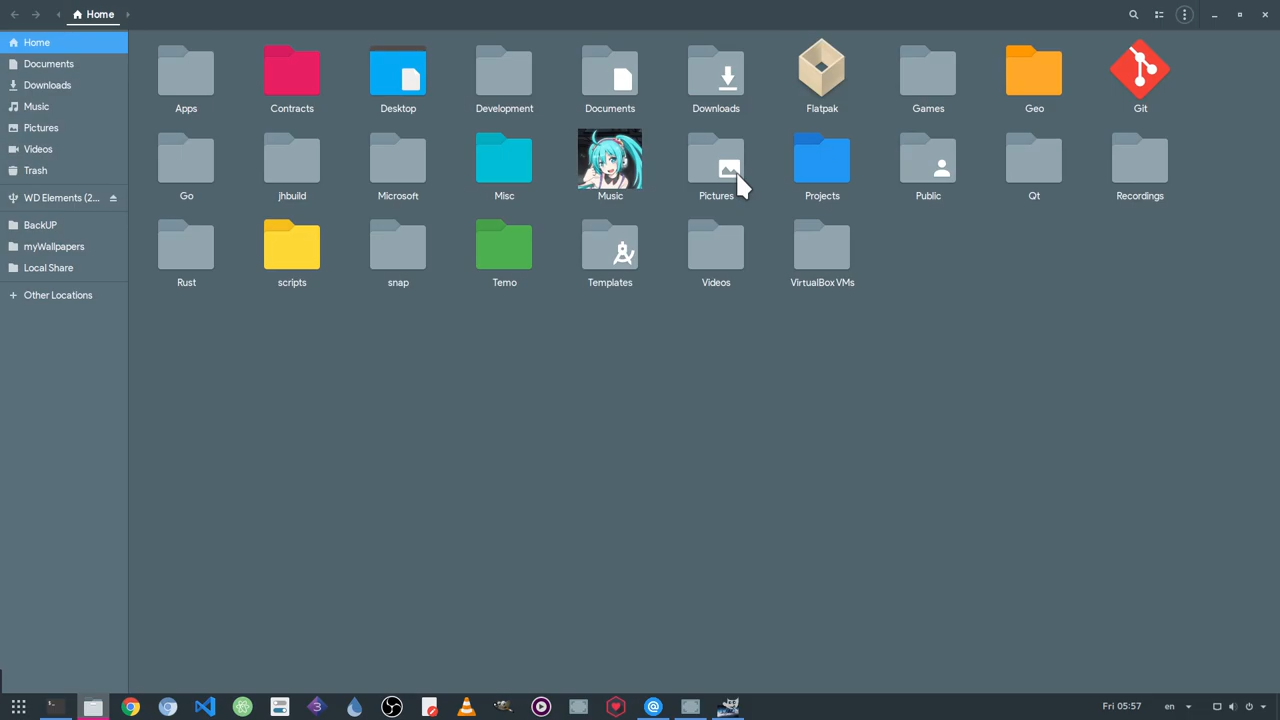 Home
Home
Documents
Downloads
Music
Pictures
Videos
Trash
WD Elements (2...
BackUP
myWallpapers
Local Share
Other Locations
Apps Contracts Desktop Development Documents Downloads Flatpak Games Geo Git
Go jhbuild Microsoft Misc Music Pictures Projects Public Qt Recordings
Rust scripts snap Temo Templates Videos VirtualBox VMs
Fri 05:57 en